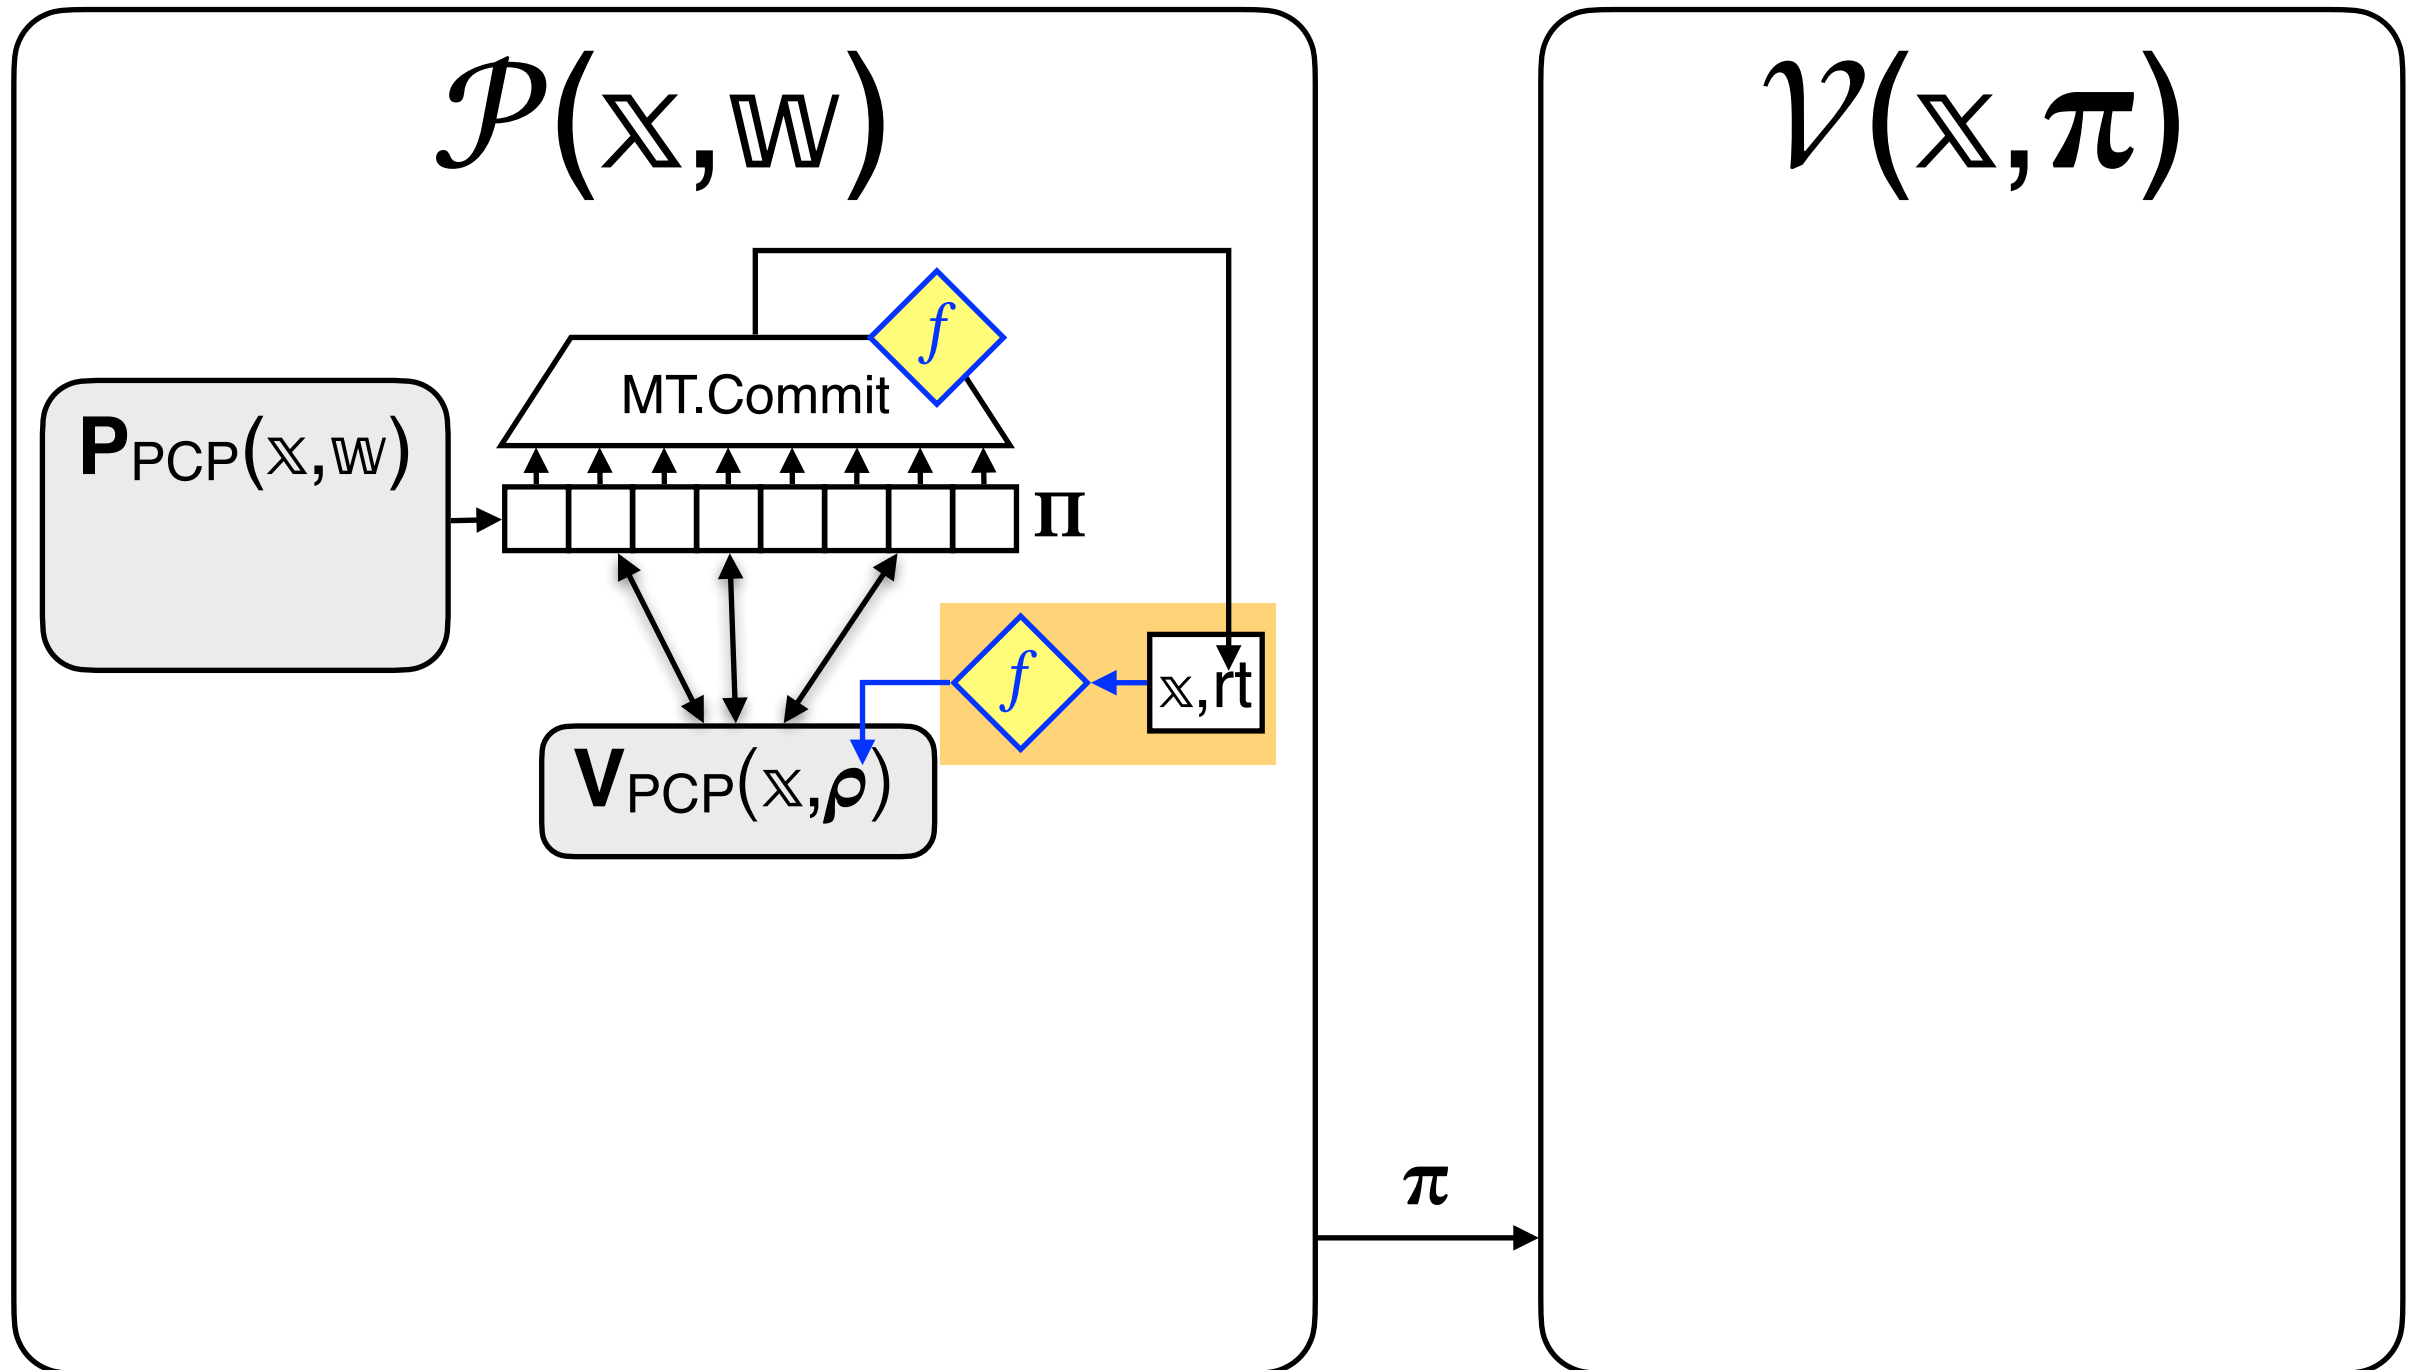 𝒫(𝕩,𝕨)
𝒱(𝕩,𝝅)
f
MT.Commit
P_PCP(𝕩,𝕨)
Π
f
𝕩,rt
V_PCP(𝕩,𝝆)
𝝅